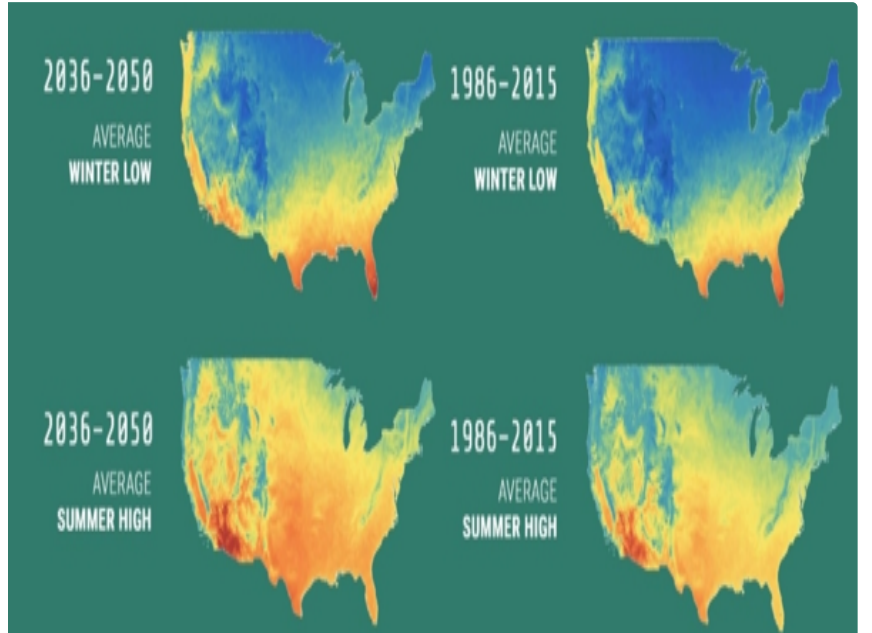 2036-2050
AVERAGE
WINTER LOW
1986-2015
AVERAGE
WINTER LOW
2036-2050
AVERAGE
SUMMER HIGH
1986-2015
AVERAGE
SUMMER HIGH